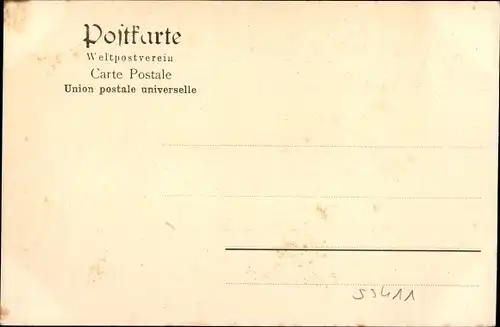 Postkarte
Weltpostverein
Carte Postale
Union postale universelle
53411